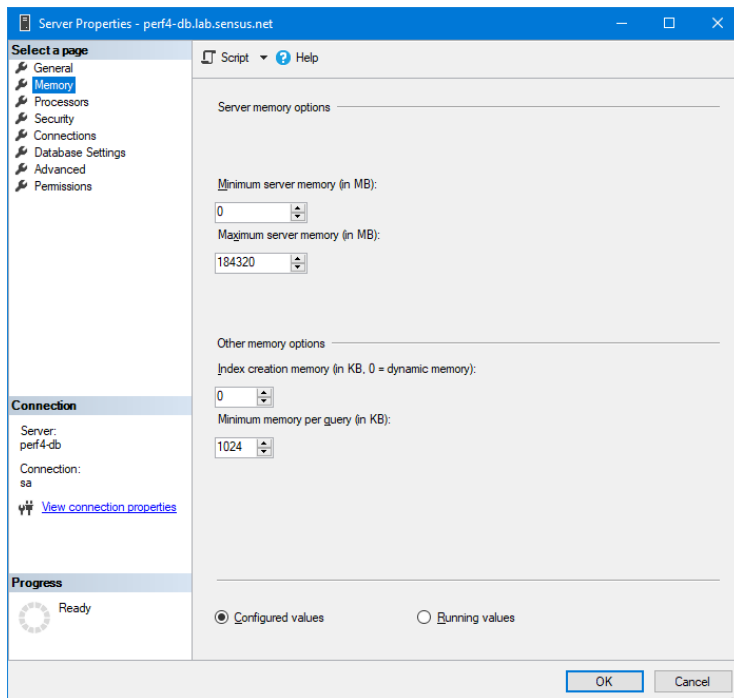 Server Properties - perf4-db.lab.sensus.net
Select a page
General
Memory
Processors
Security
Connections
Database Settings
Advanced
Permissions
Script
Help
Server memory options
Minimum server memory (in MB):
0
Maximum server memory (in MB):
184320
Other memory options
Index creation memory (in KB, 0 = dynamic memory):
0
Minimum memory per query (in KB):
1024
Connection
Server:
perf4-db
Connection:
sa
View connection properties
Progress
Ready
Configured values
Running values
OK
Cancel